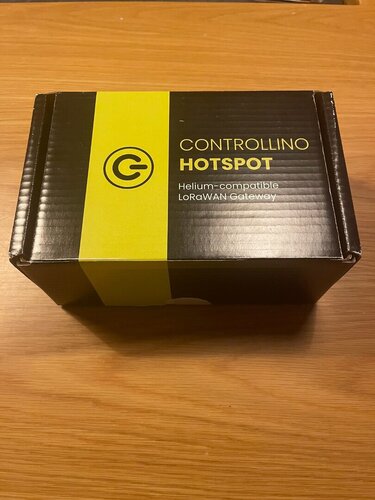 CONTROLLINO
HOTSPOT
Helium-compatible
LoRaWAN Gateway